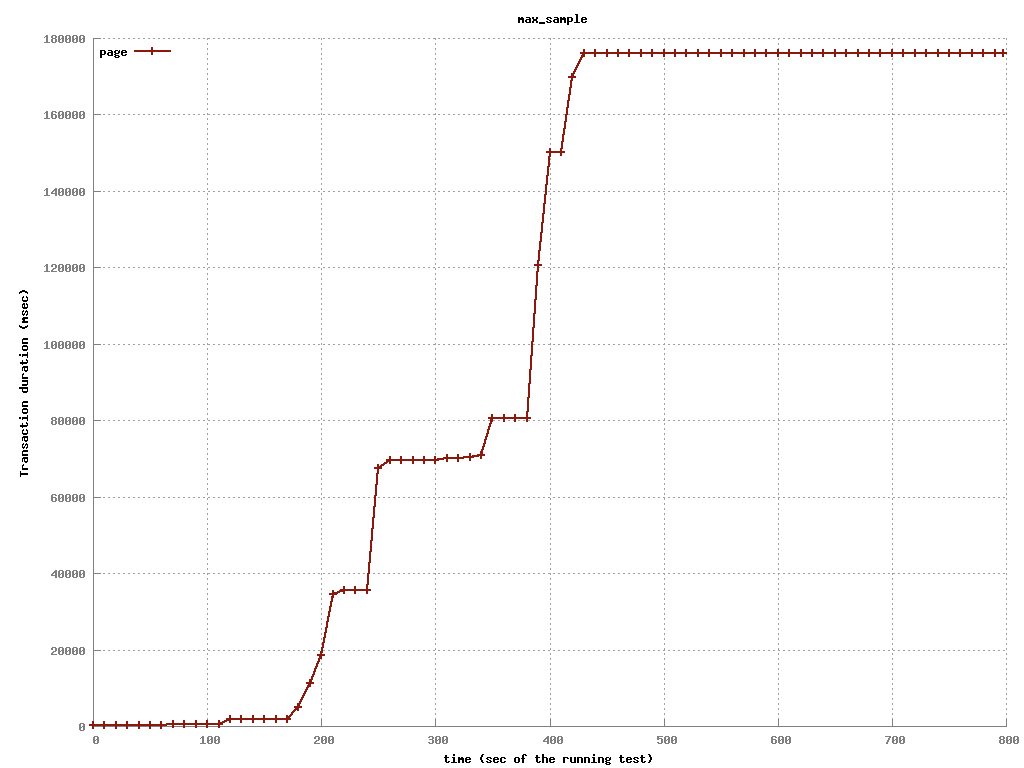 max_sample
page
180000
160000
140000
120000
100000
80000
60000
40000
20000
0
Transaction duration (msec)
0 100 200 300 400 500 600 700 800
time (sec of the running test)